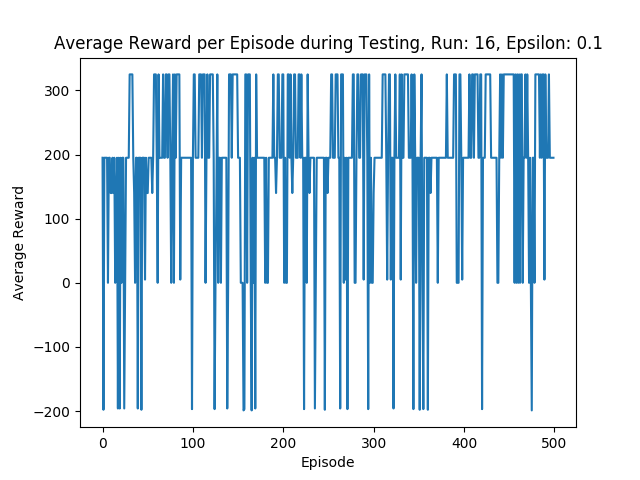 Average Reward per Episode during Testing, Run: 16, Epsilon: 0.1
300
200
100
0
−100
−200
Average Reward
0 100 200 300 400 500
Episode